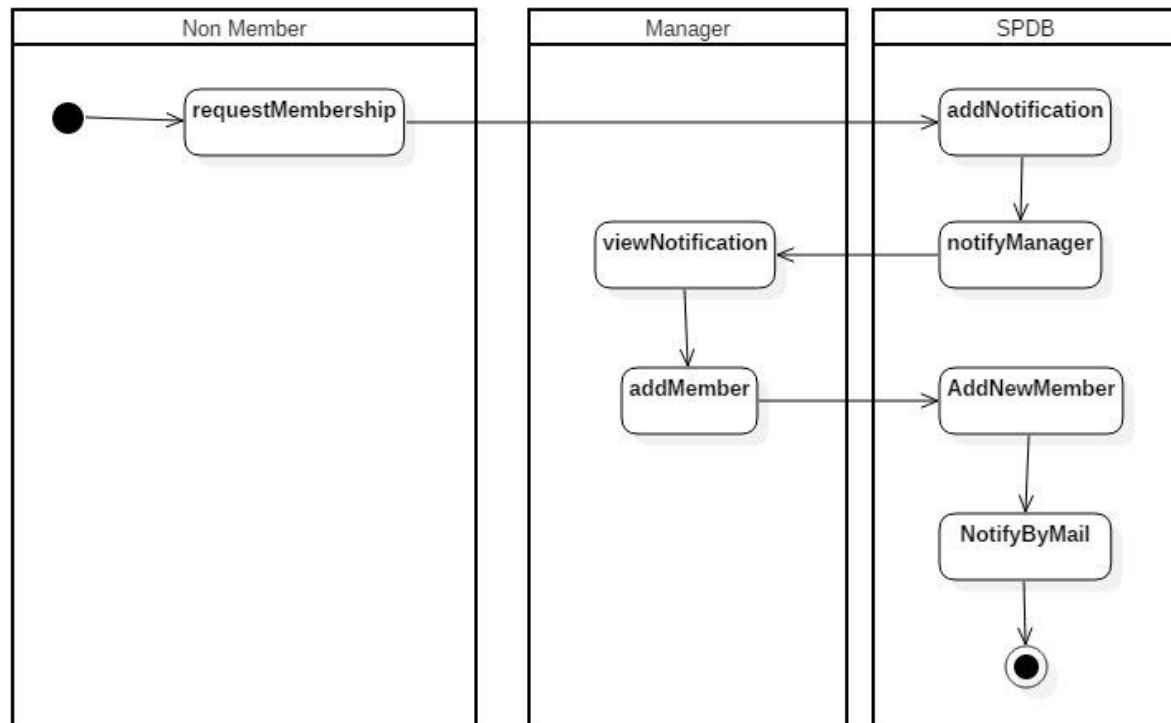 Non Member
Manager
SPDB
requestMembership
addNotification
viewNotification
notifyManager
addMember
AddNewMember
NotifyByMail